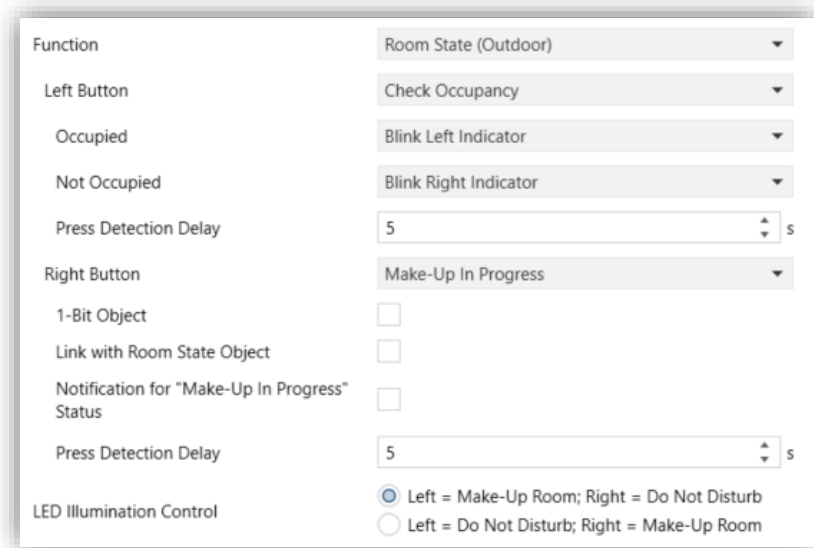 Function Room State (Outdoor)
Left Button Check Occupancy
Occupied Blink Left Indicator
Not Occupied Blink Right Indicator
Press Detection Delay 5 s
Right Button Make-Up In Progress
1-Bit Object
Link with Room State Object
Notification for "Make-Up In Progress"
Status
Press Detection Delay 5 s
LED Illumination Control
Left = Make-Up Room; Right = Do Not Disturb
Left = Do Not Disturb; Right = Make-Up Room